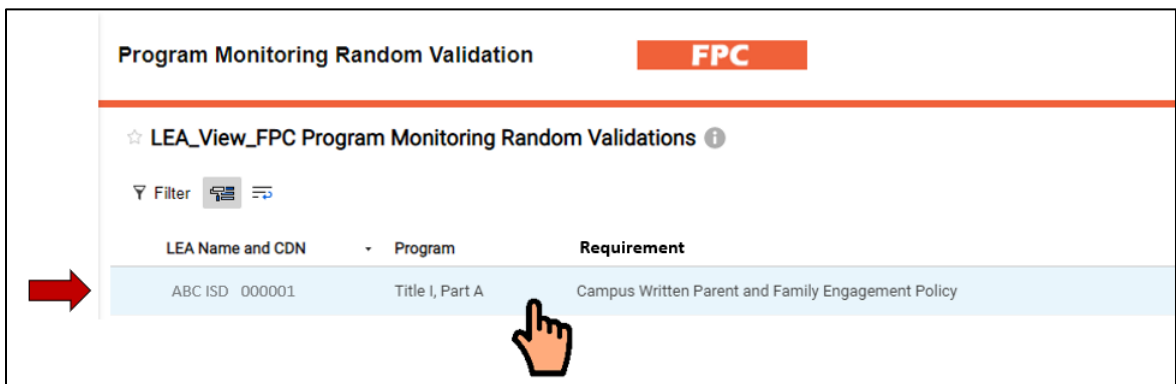 Program Monitoring Random Validation FPC
LEA_View_FPC Program Monitoring Random Validations
Filter
LEA Name and CDN Program Requirement
ABC ISD 000001 Title I, Part A Campus Written Parent and Family Engagement Policy